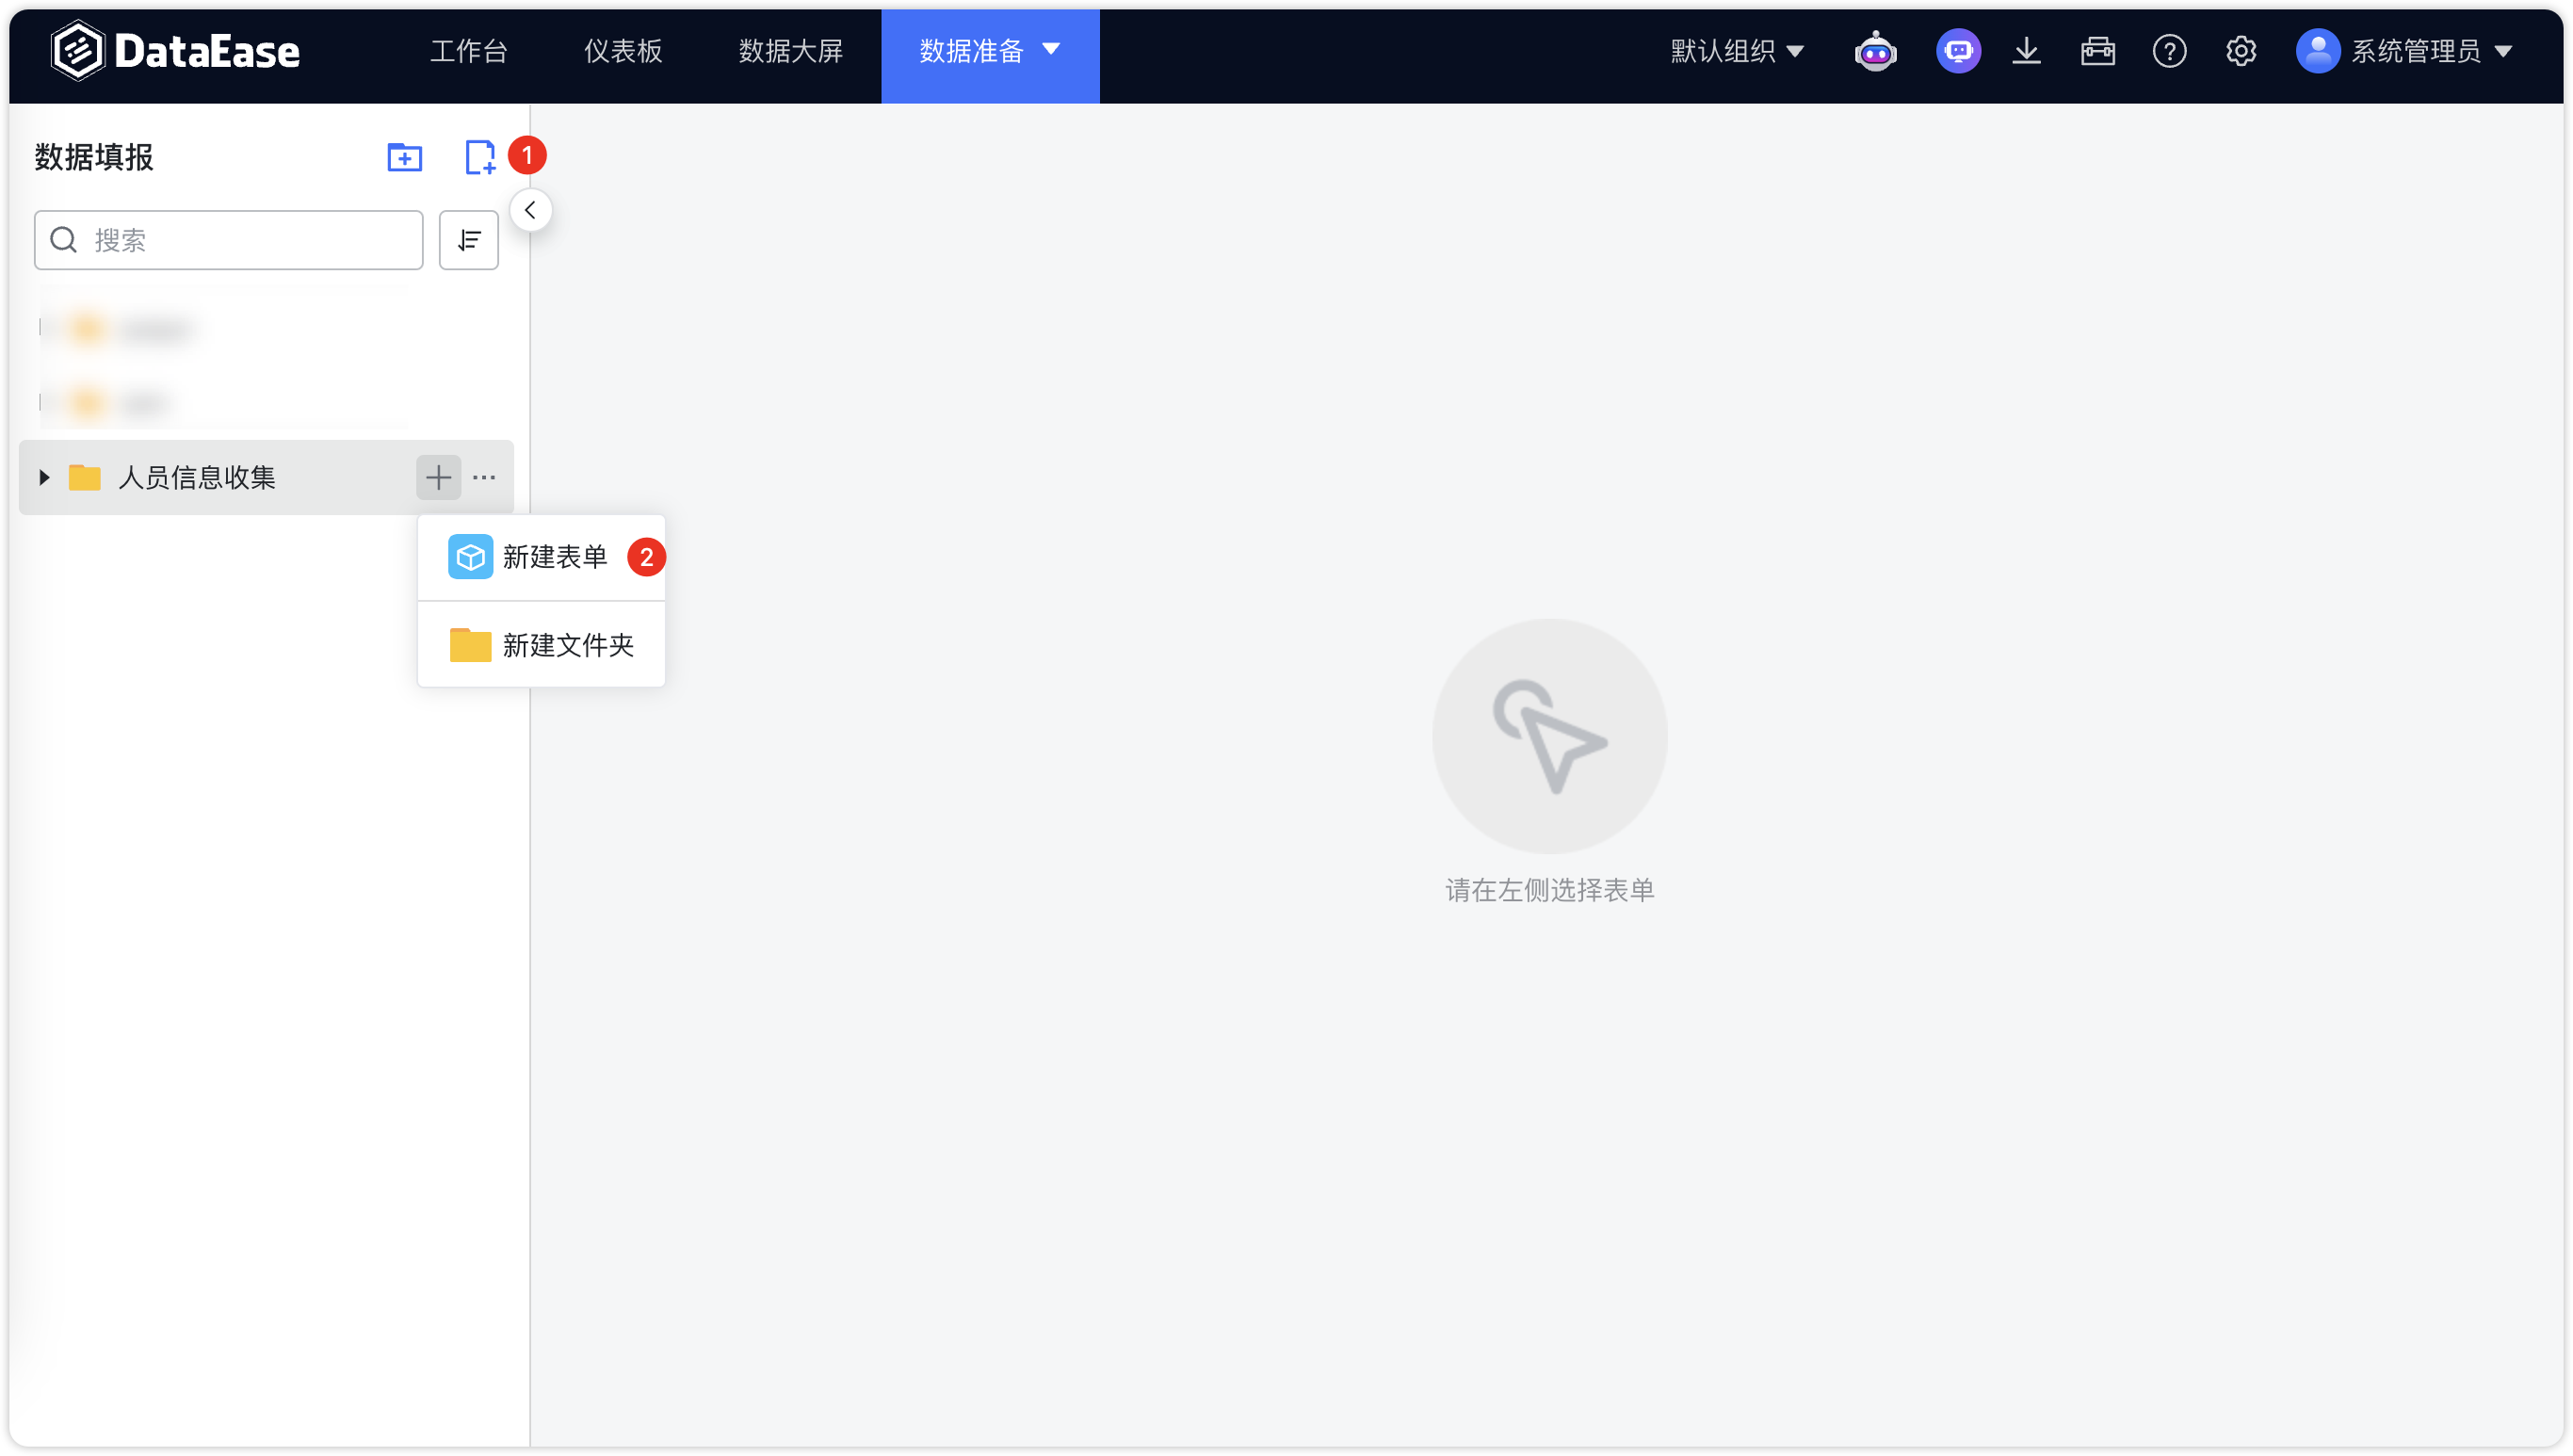 DataEase 工作台 仪表板 数据大屏 数据准备 默认组织 系统管理员
数据填报 1
搜索
人员信息收集
新建表单 2
新建文件夹
请在左侧选择表单